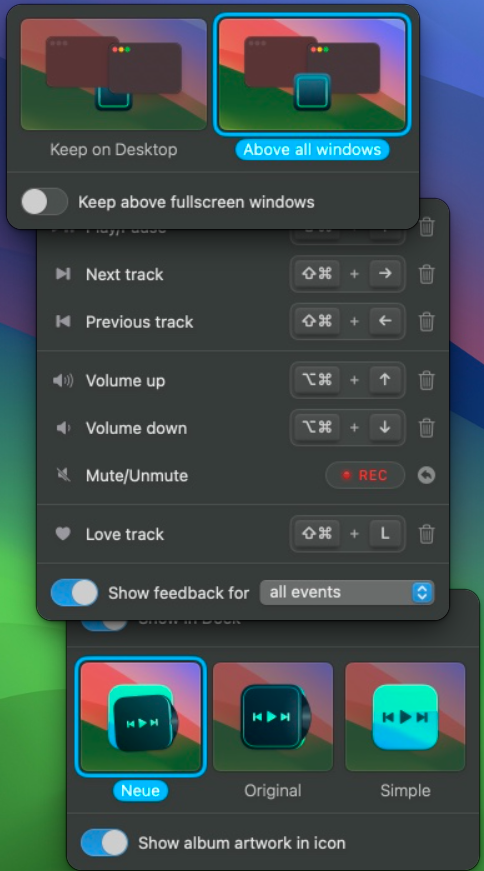 Keep on Desktop
Above all windows
Keep above fullscreen windows
Play/Pause
Next track ⇧⌘ + →
Previous track ⇧⌘ + ←
Volume up ⌥⌘ + ↑
Volume down ⌥⌘ + ↓
Mute/Unmute REC
Love track ⇧⌘ + L
Show feedback for all events
Show in Dock
Neue
Original
Simple
Show album artwork in icon